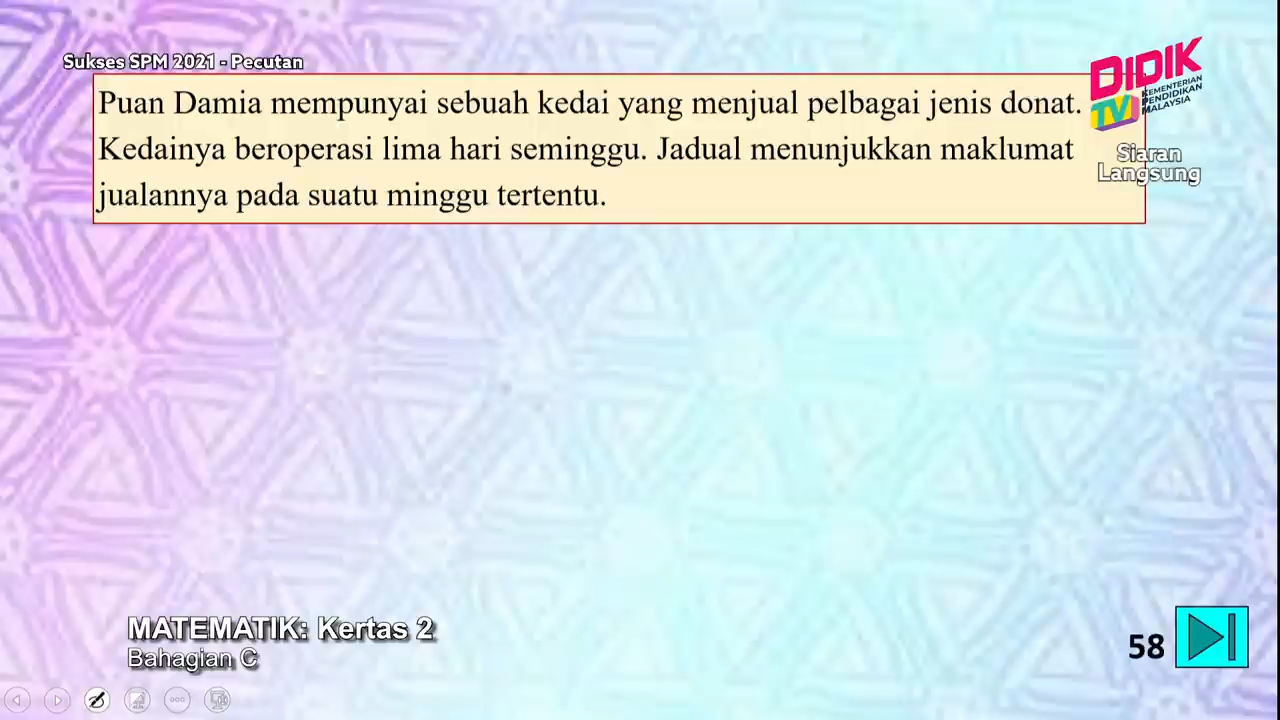 Sukses SPM 2021 - Pecutan
Puan Damia mempunyai sebuah kedai yang menjual pelbagai jenis donat.
Kedainya beroperasi lima hari seminggu. Jadual menunjukkan maklumat
jualannya pada suatu minggu tertentu.
DIDIK
TV
KEMENTERIAN
PENDIDIKAN
MALAYSIA
Siaran
Langsung
MATEMATIK: Kertas 2
Bahagian C
58